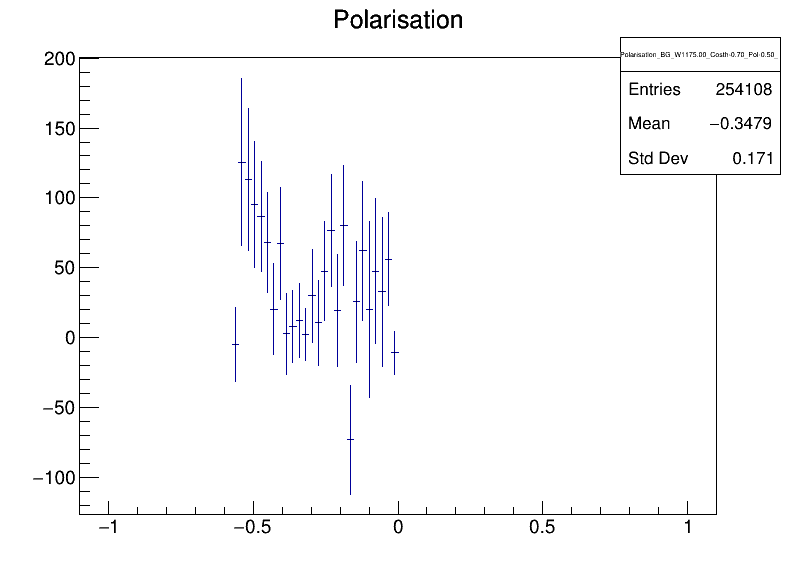 Polarisation
Polarisation_BG_W1175.00_Costh-0.70_Pol-0.50_
Entries 254108
Mean −0.3479
Std Dev 0.171
200
150
100
50
0
−50
−100
−1 −0.5 0 0.5 1